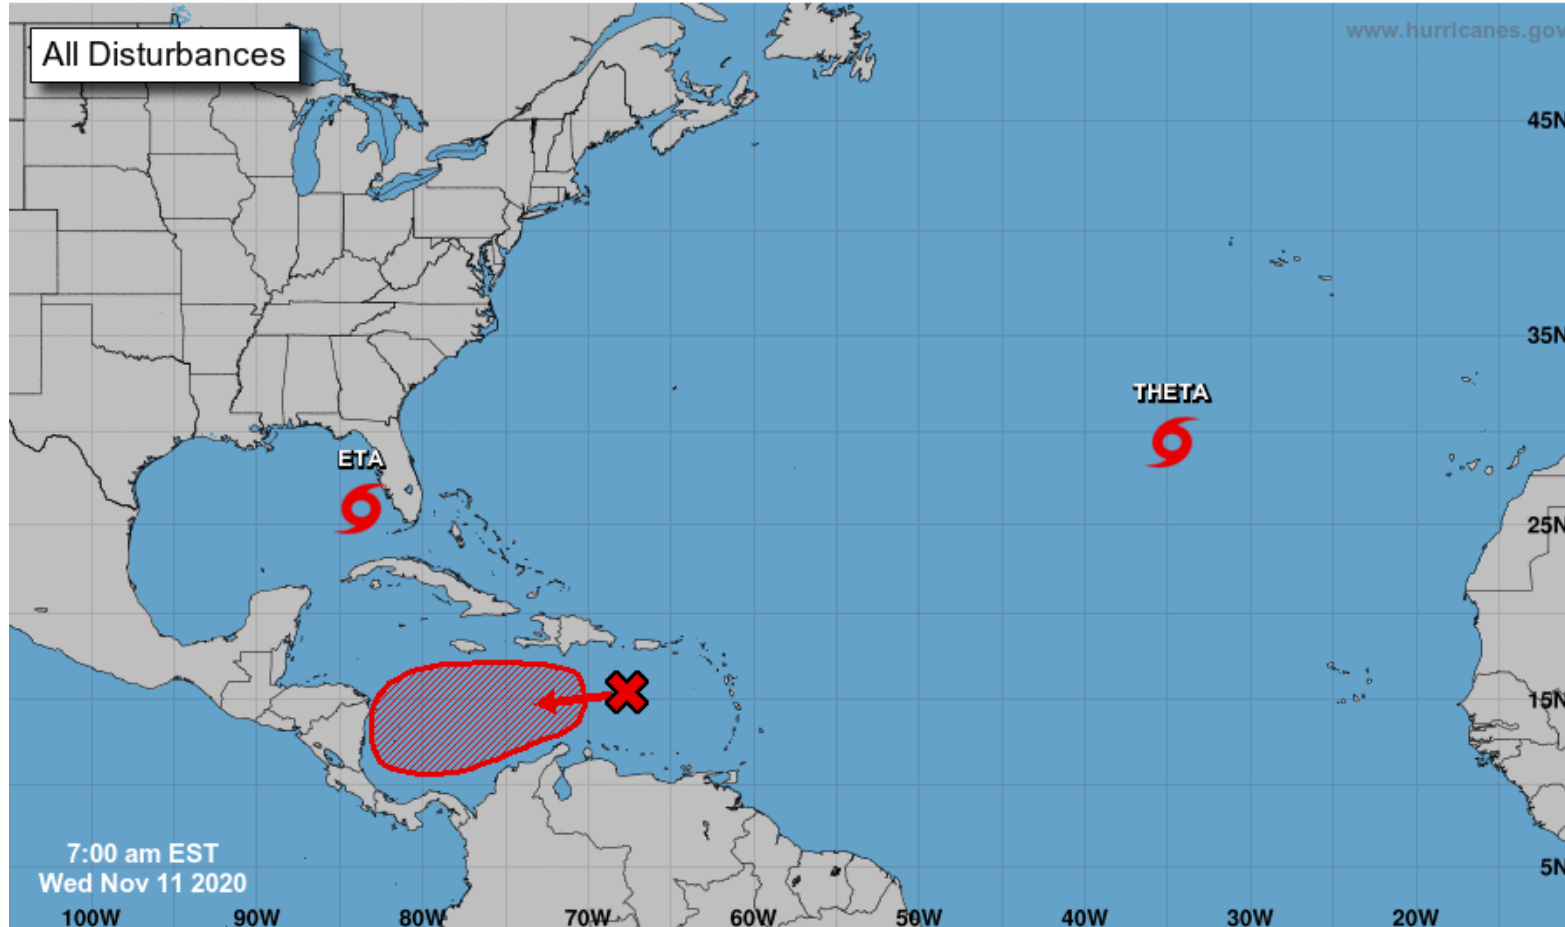 All Disturbances
www.hurricanes.gov
45N
35N
THETA
ETA
25N
15N
7:00 am EST
Wed Nov 11 2020
5N
100W 90W 80W 70W 60W 50W 40W 30W 20W